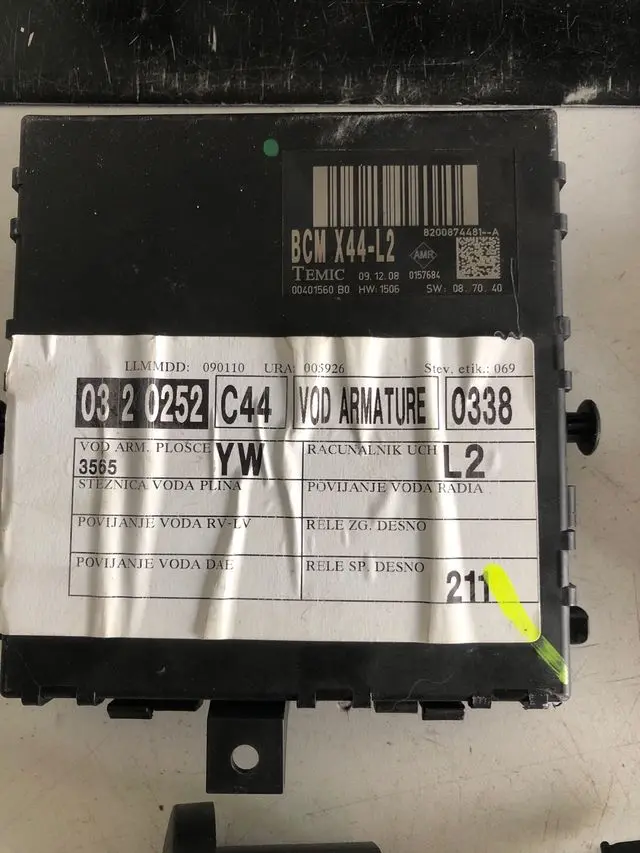 8200874481--A
BCM X44-L2
AMR
TEMIC 09.12.08 0157684
00401560 B0 HW: 1506 SW: 08. 70. 40
LLMMDD: 090110 URA: 005926 Stev. etik.: 069
03 2 0252 C44 VOD ARMATURE 0338
VOD ARM. PLOŠCE YW RACUNALNIK UCH L2
3565
STEZNICA VODA PLINA POVIJANJE VODA RADIA
POVIJANJE VODA RV-LV RELE ZG. DESNO
POVIJANJE VODA DAE RELE SP. DESNO
211